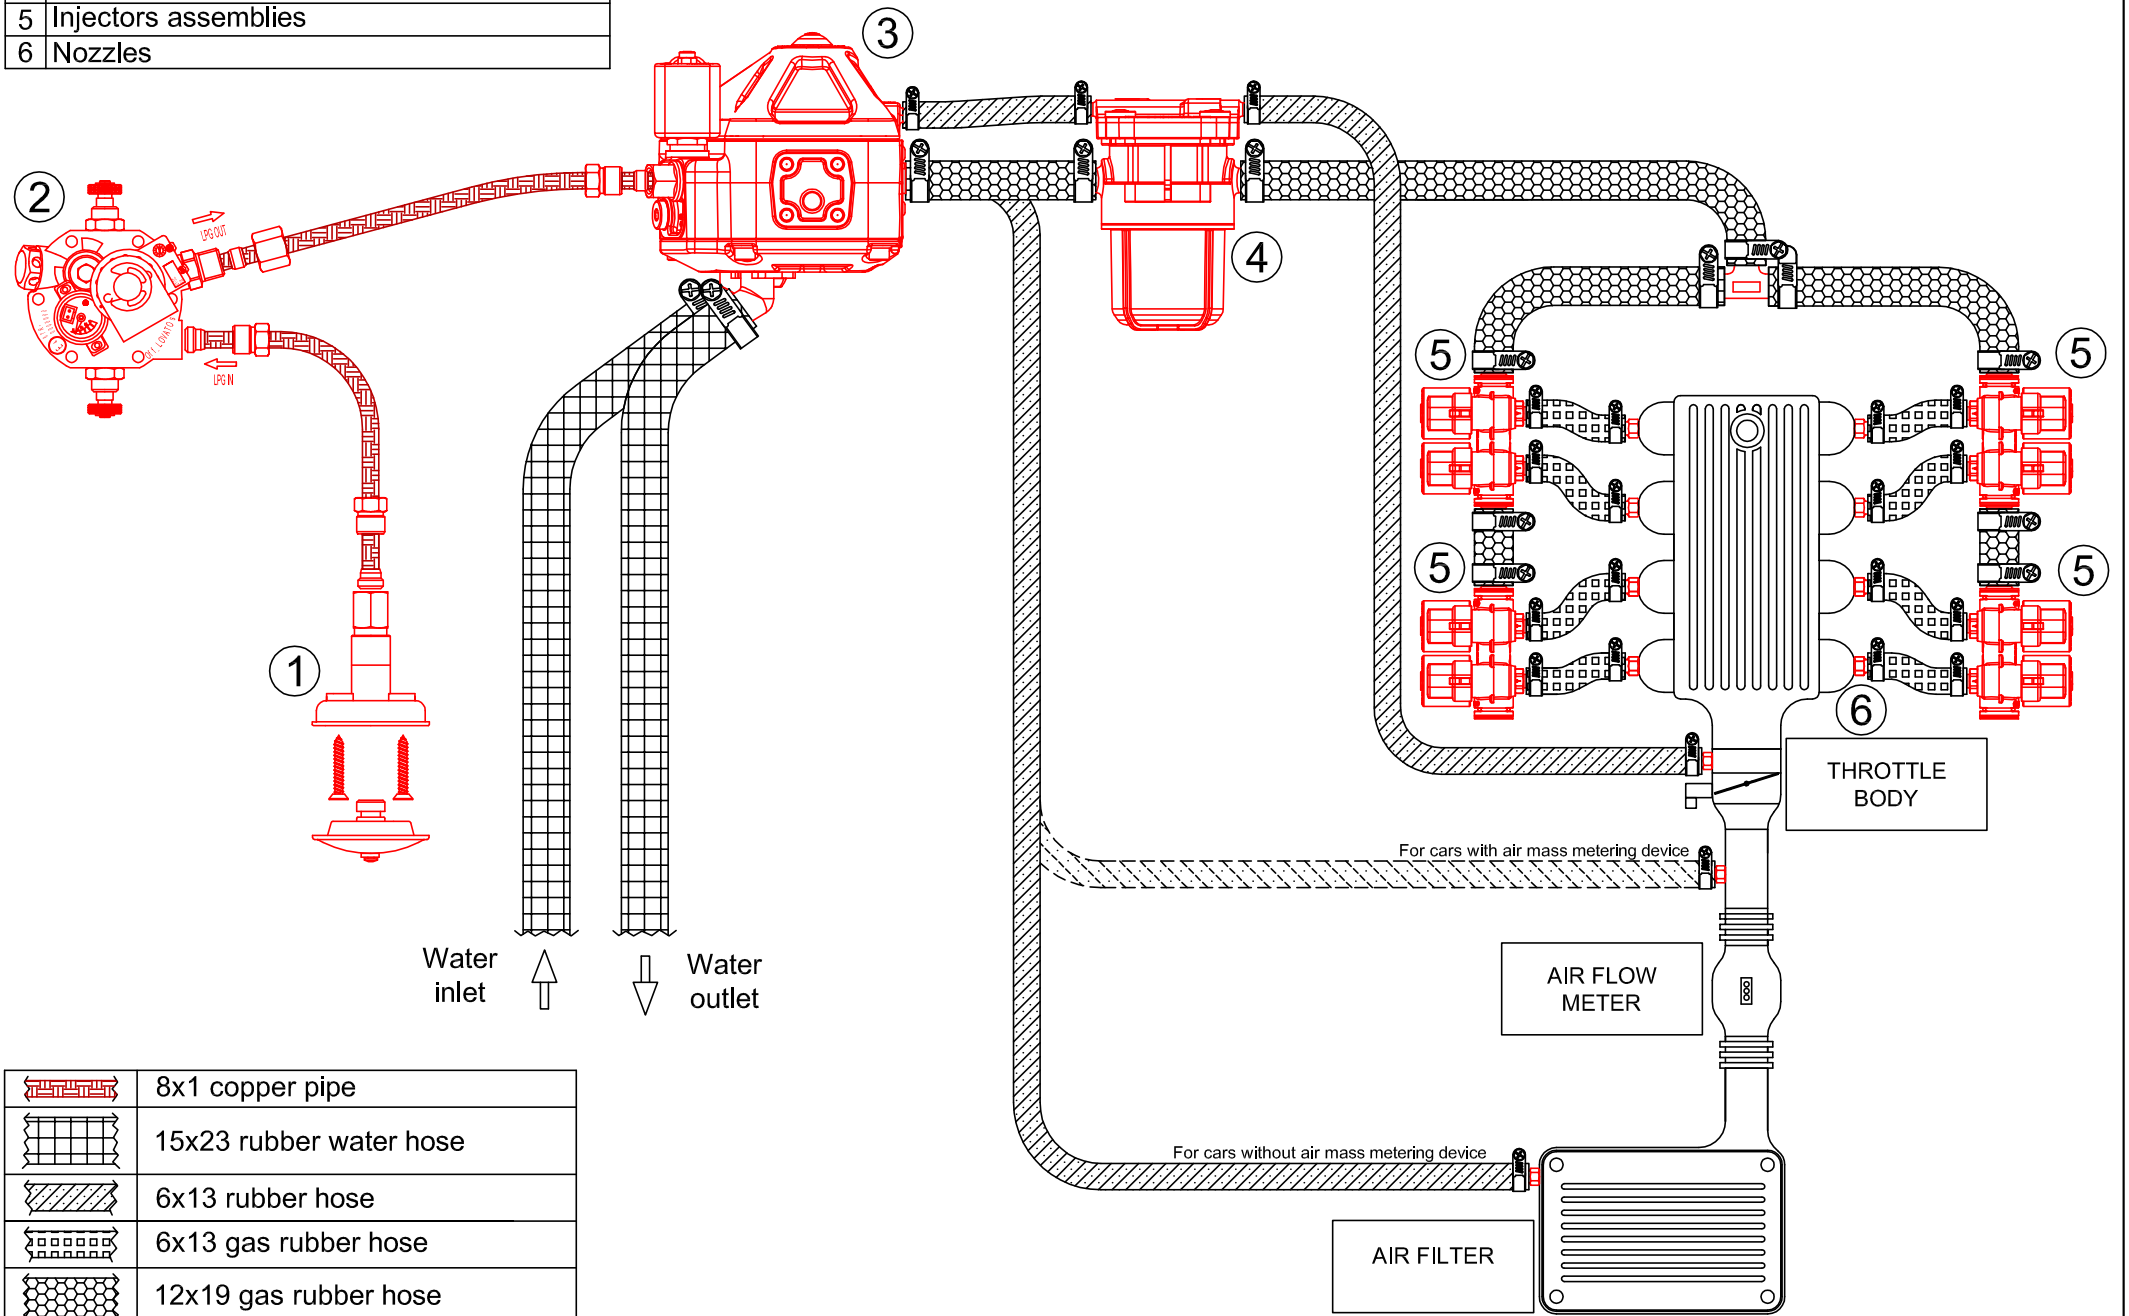 5 Injectors assemblies
6 Nozzles
3
2
LPG OUT
4
LPG IN
5
5
5
5
1
6
THROTTLE
BODY
For cars with air mass metering device
Water
inlet
Water
outlet
AIR FLOW
METER
8x1 copper pipe
15x23 rubber water hose
For cars without air mass metering device
6x13 rubber hose
6x13 gas rubber hose
AIR FILTER
12x19 gas rubber hose